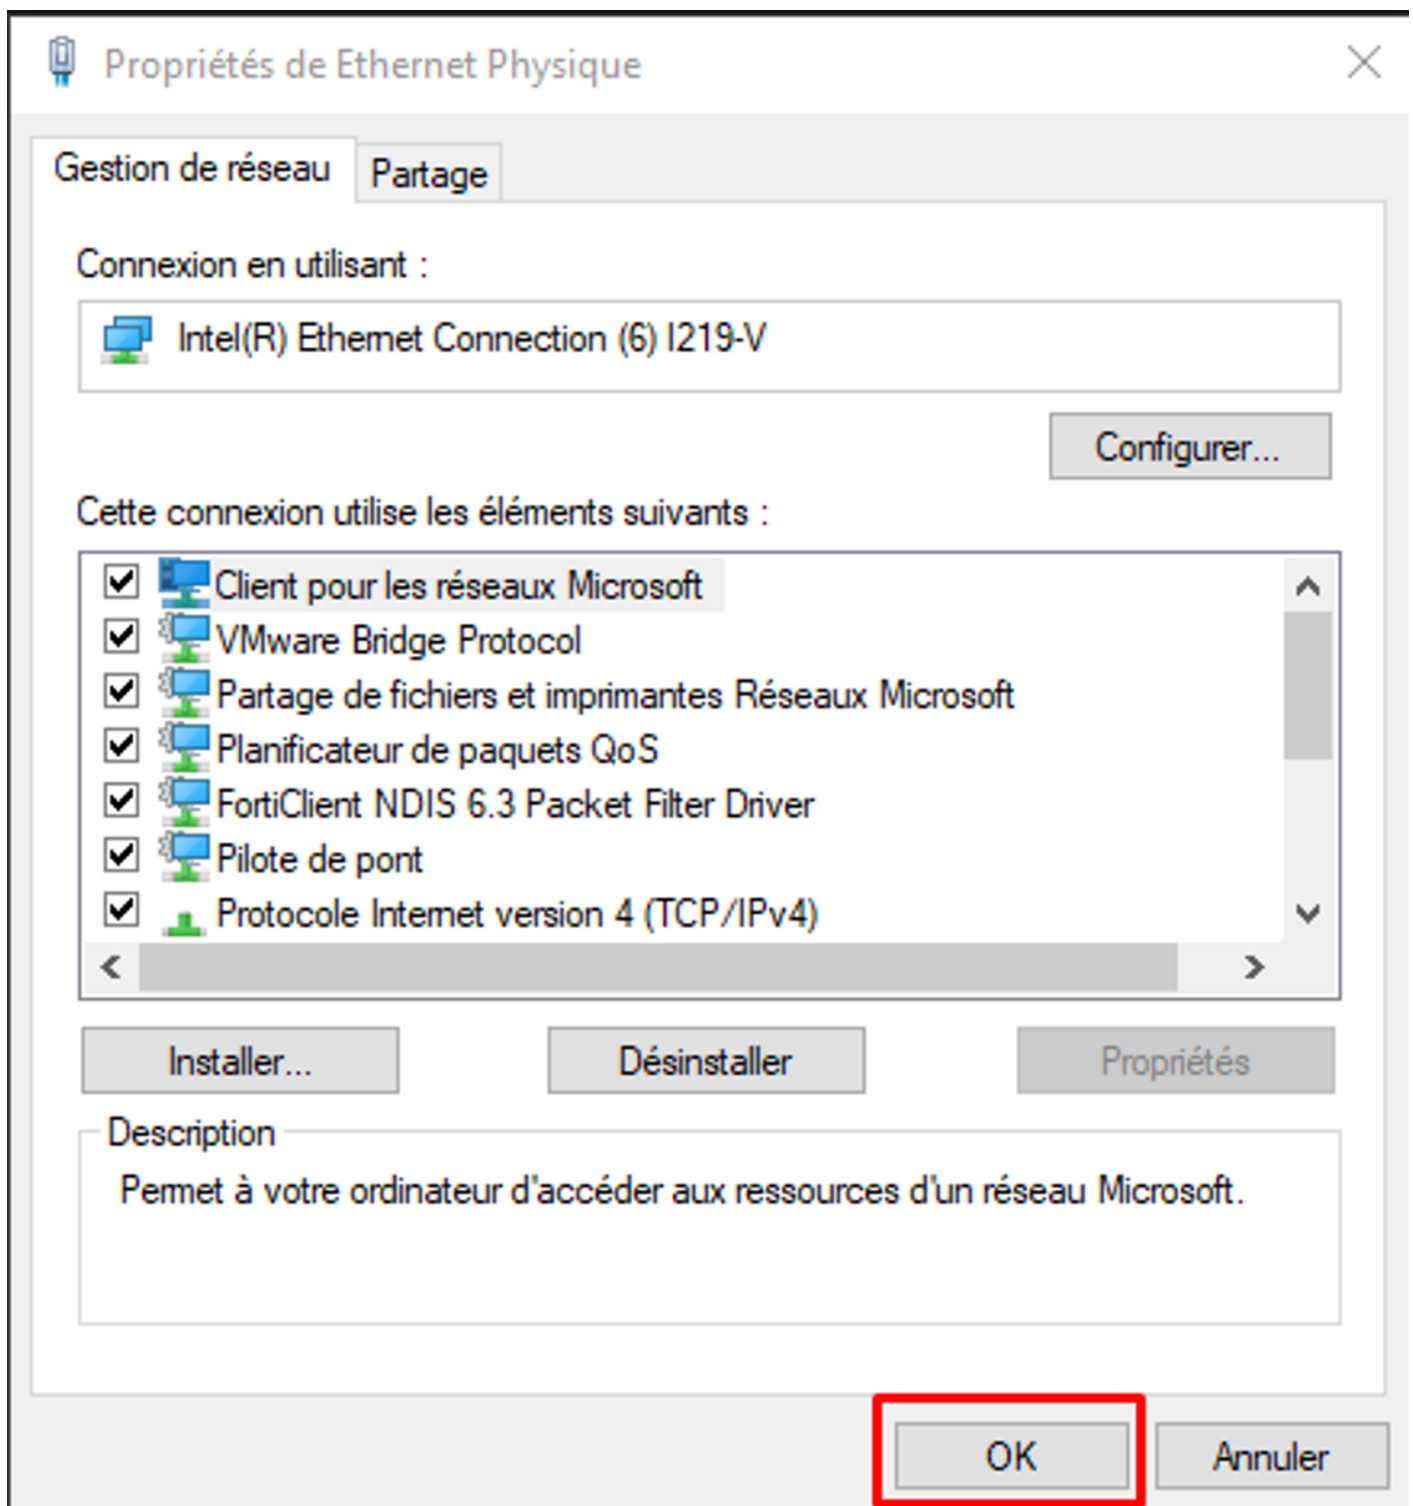 Propriétés de Ethernet Physique
Gestion de réseau
Partage
Connexion en utilisant :
Intel(R) Ethernet Connection (6) I219-V
Configurer...
Cette connexion utilise les éléments suivants :
Client pour les réseaux Microsoft
VMware Bridge Protocol
Partage de fichiers et imprimantes Réseaux Microsoft
Planificateur de paquets QoS
FortiClient NDIS 6.3 Packet Filter Driver
Pilote de pont
Protocole Internet version 4 (TCP/IPv4)
Installer...
Désinstaller
Propriétés
Description
Permet à votre ordinateur d'accéder aux ressources d'un réseau Microsoft.
OK
Annuler